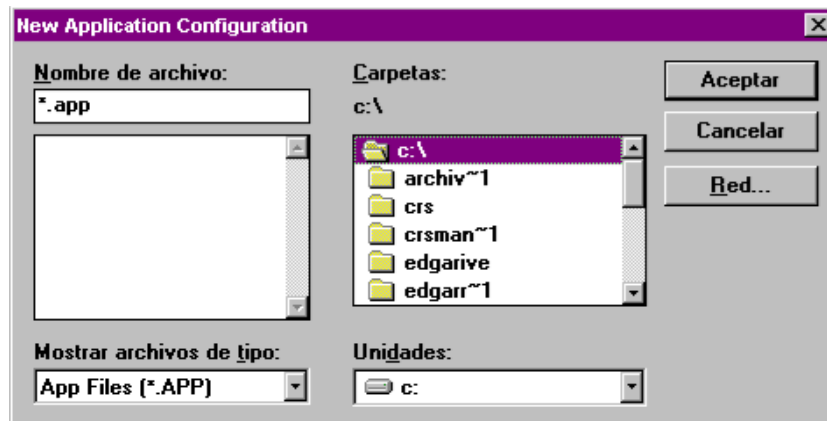 New Application Configuration
Nombre de archivo:
*.app
Carpetas:
c:\
c:\
archiv~1
crs
crsman~1
edgarive
edgarr~1
Aceptar
Cancelar
Red...
Mostrar archivos de tipo:
App Files (*.APP)
Unidades:
c: